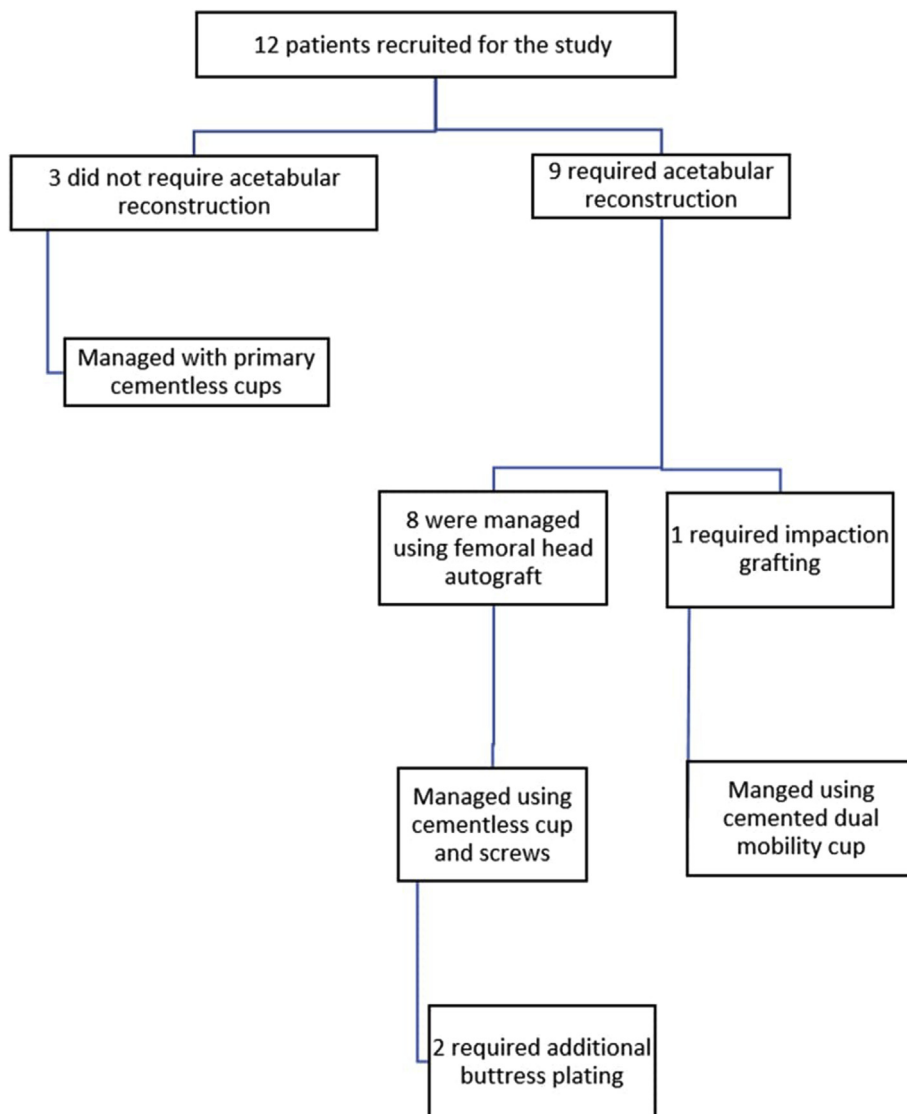 12 patients recruited for the study
3 did not require acetabular
reconstruction
9 required acetabular
reconstruction
Managed with primary
cementless cups
8 were managed
using femoral head
autograft
1 required impaction
grafting
Managed using
cementless cup
and screws
Manged using
cemented dual
mobility cup
2 required additional
buttress plating